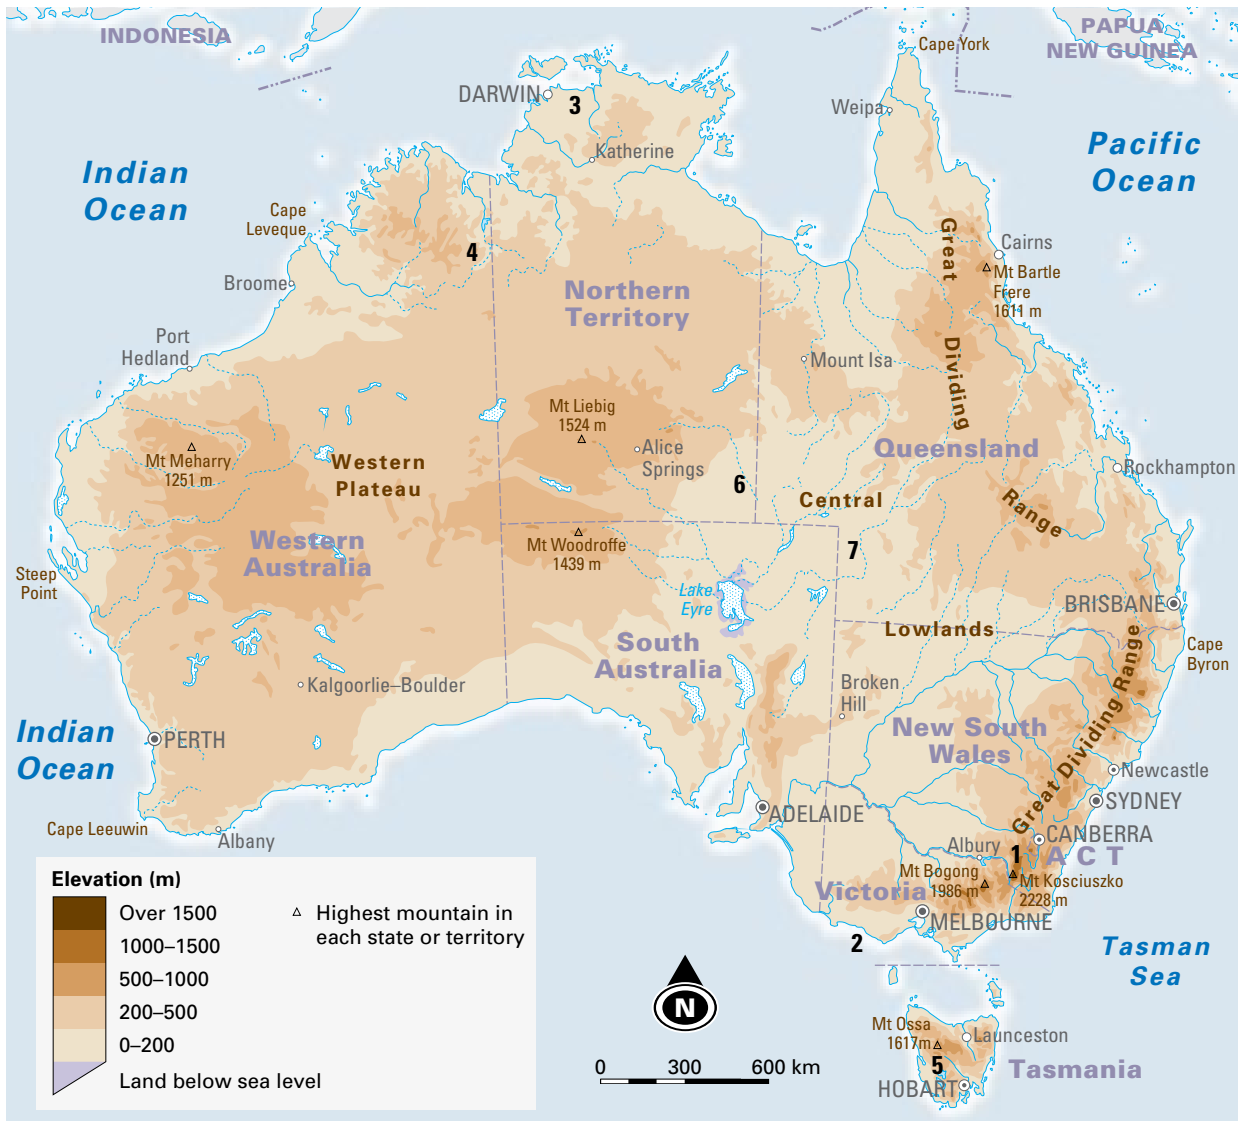 INDONESIA
PAPUA
NEW GUINEA
Cape York
DARWIN
3
Weipa
Katherine
Indian
Ocean
Pacific
Ocean
Cape
Leveque
4
Great
Cairns
Broome
Mt Bartle
Frere
1611 m
Northern
Territory
Port
Hedland
Mount Isa
Dividing
Mt Liebig
1524 m
Alice
Springs
Queensland
Mt Meharry
1251 m
Western
Plateau
Rockhampton
6
Central
Range
Mt Woodroffe
1439 m
Western
Australia
7
Steep
Point
Lake
Eyre
BRISBANE
Lowlands
South
Australia
Cape
Byron
Kalgoorlie–Boulder
Broken
Hill
Great Dividing Range
Indian
Ocean
PERTH
New South
Wales
Newcastle
SYDNEY
ADELAIDE
Cape Leeuwin
Albany
CANBERRA
Albury
1
A C T
Mt Bogong
1986 m
Mt Kosciuszko
2228 m
Victoria
MELBOURNE
2
Tasman
Sea
Elevation (m)
Over 1500
1000–1500
500–1000
200–500
0–200
Land below sea level
Highest mountain in
each state or territory
N
0 300 600 km
Mt Ossa
1617m
Launceston
5
HOBART
Tasmania